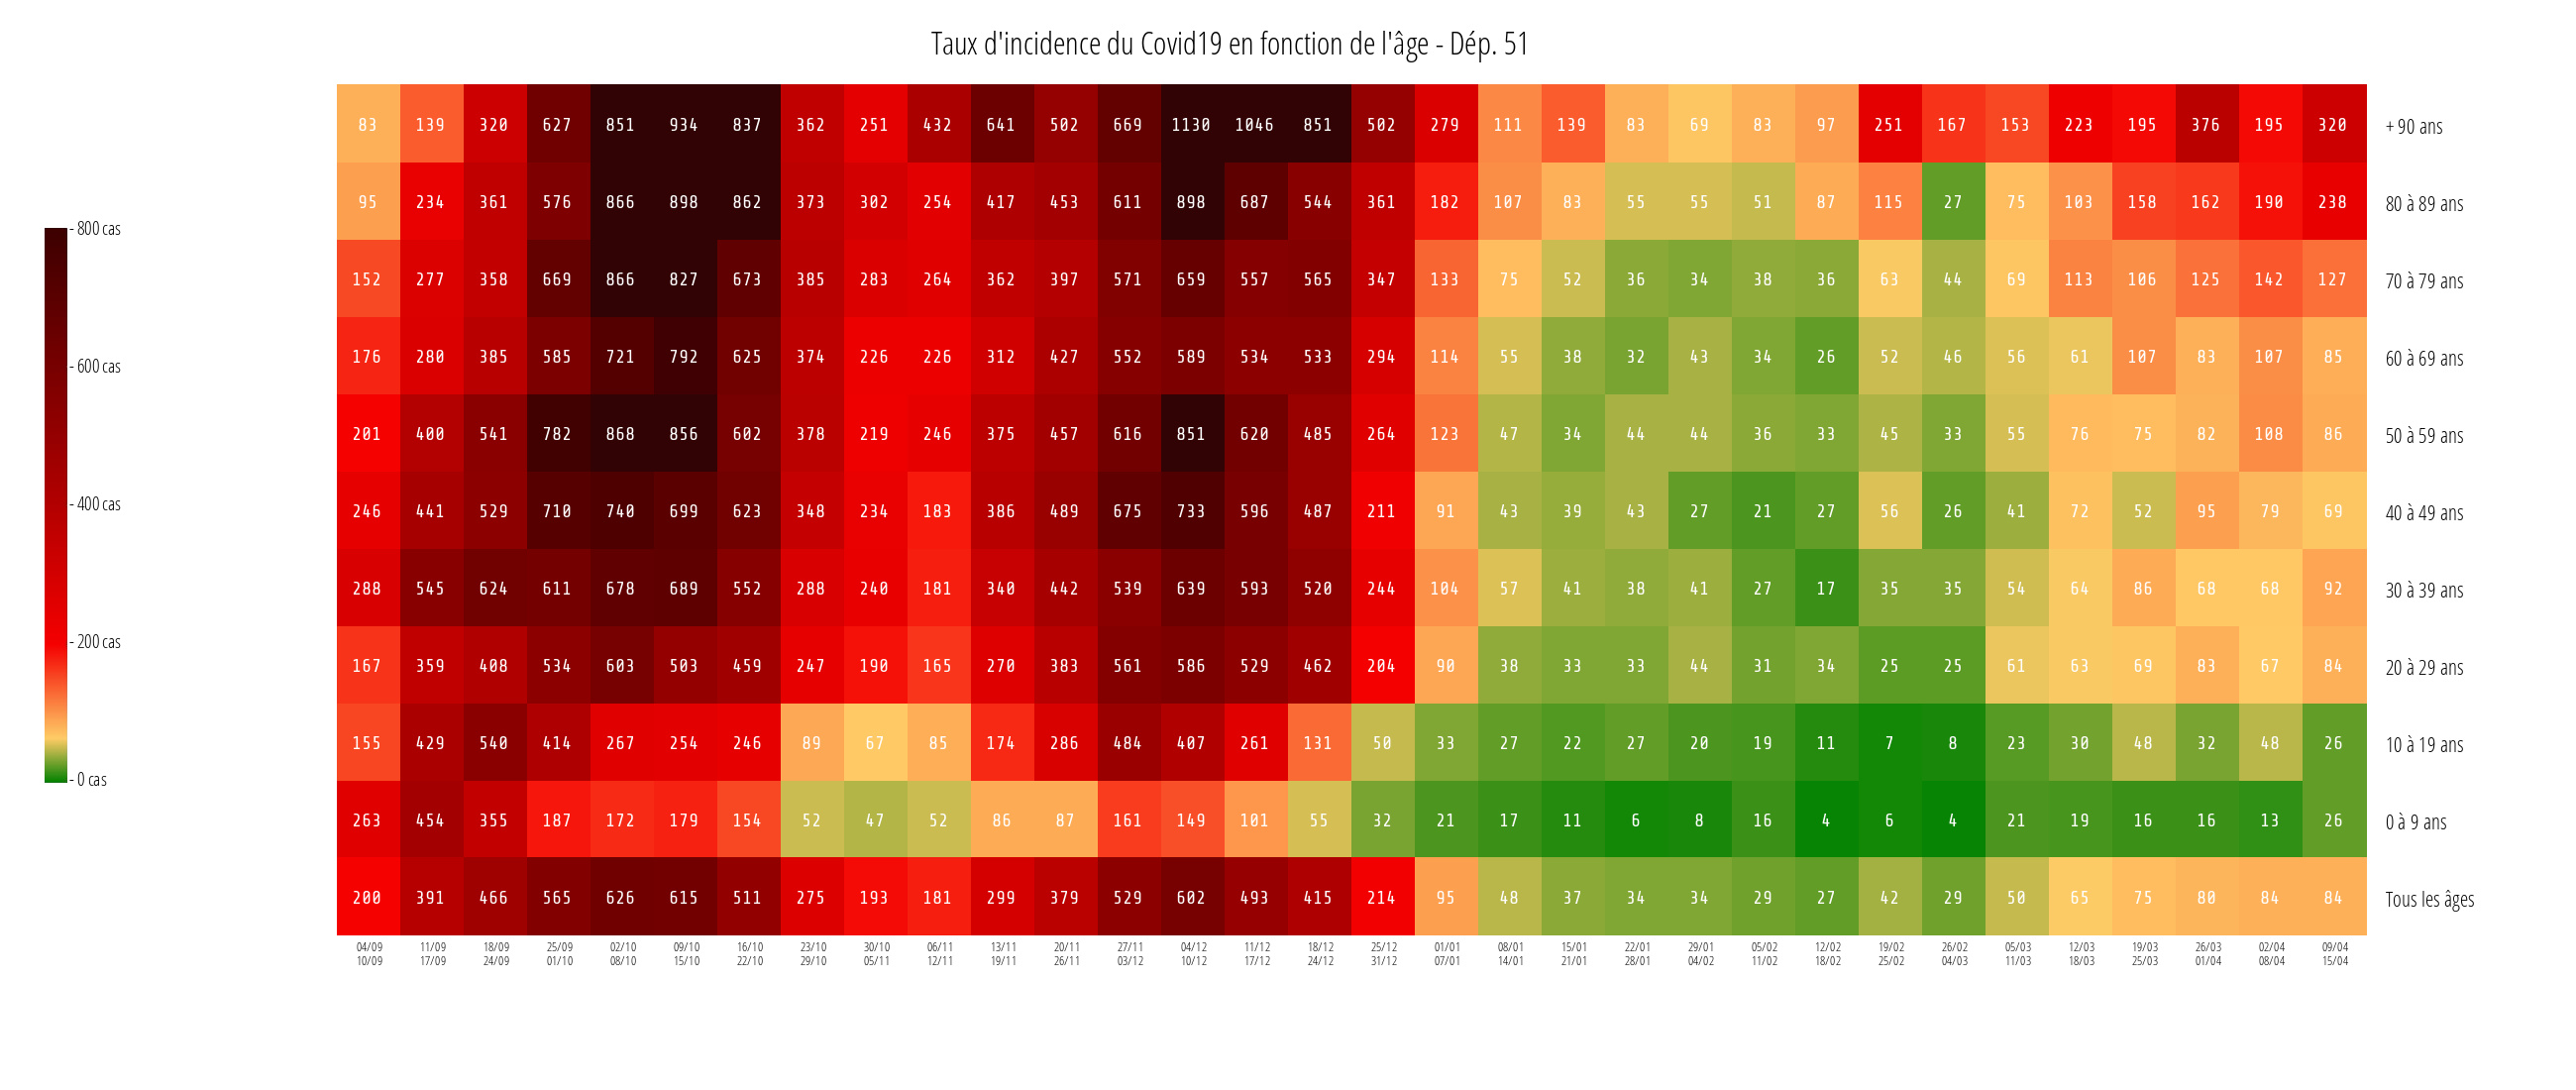 Taux d'incidence du Covid19 en fonction de l'âge - Dép. 51
83 139 320 627 851 934 837 362 251 432 641 502 669 1130 1046 851 502 279 111 139 83 69 83 97 251 167 153 223 195 376 195 320 + 90 ans
95 234 361 576 866 898 862 373 302 254 417 453 611 898 687 544 361 182 107 83 55 55 51 87 115 27 75 103 158 162 190 238 80 à 89 ans
- 800 cas
152 277 358 669 866 827 673 385 283 264 362 397 571 659 557 565 347 133 75 52 36 34 38 36 63 44 69 113 106 125 142 127 70 à 79 ans
176 280 385 585 721 792 625 374 226 226 312 427 552 589 534 533 294 114 55 38 32 43 34 26 52 46 56 61 107 83 107 85 60 à 69 ans
- 600 cas
201 400 541 782 868 856 602 378 219 246 375 457 616 851 620 485 264 123 47 34 44 44 36 33 45 33 55 76 75 82 108 86 50 à 59 ans
- 400 cas
246 441 529 710 740 699 623 348 234 183 386 489 675 733 596 487 211 91 43 39 43 27 21 27 56 26 41 72 52 95 79 69 40 à 49 ans
288 545 624 611 678 689 552 288 240 181 340 442 539 639 593 520 244 104 57 41 38 41 27 17 35 35 54 64 86 68 68 92 30 à 39 ans
- 200 cas
167 359 408 534 603 503 459 247 190 165 270 383 561 586 529 462 204 90 38 33 33 44 31 34 25 25 61 63 69 83 67 84 20 à 29 ans
155 429 540 414 267 254 246 89 67 85 174 286 484 407 261 131 50 33 27 22 27 20 19 11 7 8 23 30 48 32 48 26 10 à 19 ans
- 0 cas
263 454 355 187 172 179 154 52 47 52 86 87 161 149 101 55 32 21 17 11 6 8 16 4 6 4 21 19 16 16 13 26 0 à 9 ans
200 391 466 565 626 615 511 275 193 181 299 379 529 602 493 415 214 95 48 37 34 34 29 27 42 29 50 65 75 80 84 84 Tous les âges
04/09 11/09 18/09 25/09 02/10 09/10 16/10 23/10 30/10 06/11 13/11 20/11 27/11 04/12 11/12 18/12 25/12 01/01 08/01 15/01 22/01 29/01 05/02 12/02 19/02 26/02 05/03 12/03 19/03 26/03 02/04 09/04
10/09 17/09 24/09 01/10 08/10 15/10 22/10 29/10 05/11 12/11 19/11 26/11 03/12 10/12 17/12 24/12 31/12 07/01 14/01 21/01 28/01 04/02 11/02 18/02 25/02 04/03 11/03 18/03 25/03 01/04 08/04 15/04